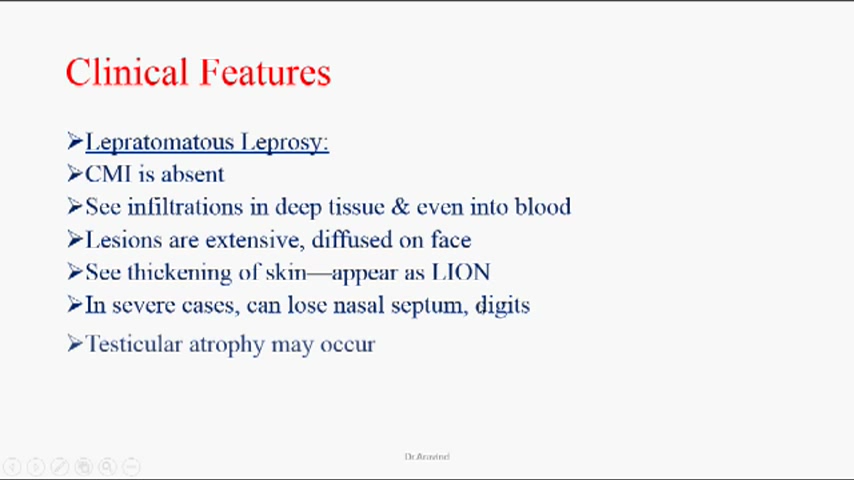 Clinical Features
➢Lepratomatous Leprosy:
➢CMI is absent
➢See infiltrations in deep tissue & even into blood
➢Lesions are extensive, diffused on face
➢See thickening of skin—appear as LION
➢In severe cases, can lose nasal septum, digits
➢Testicular atrophy may occur
Dr.Aravind